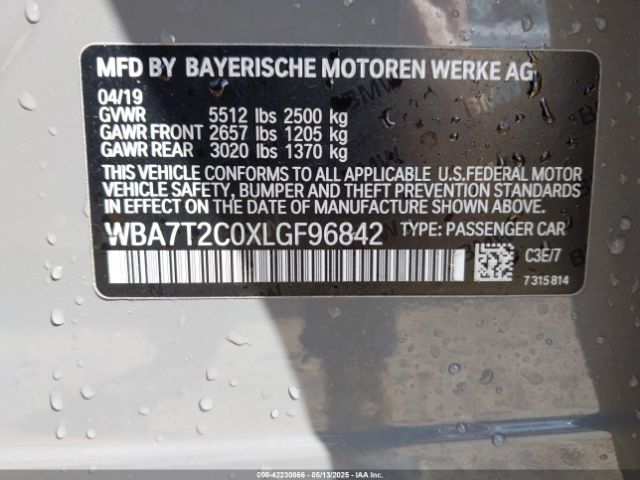 MFD BY BAYERISCHE MOTOREN WERKE AG
04/19
GVWR 5512 lbs 2500 kg
GAWR FRONT 2657 lbs 1205 kg
GAWR REAR 3020 lbs 1370 kg
THIS VEHICLE CONFORMS TO ALL APPLICABLE U.S.FEDERAL MOTOR
VEHICLE SAFETY, BUMPER AND THEFT PREVENTION STANDARDS
IN EFFECT ON THE DATE OF MANUFACTURE SHOWN ABOVE.
WBA7T2C0XLGF96842 TYPE: PASSENGER CAR
C3E/7
7 315 814
000-42230866 - 05/13/2025 - IAA Inc.